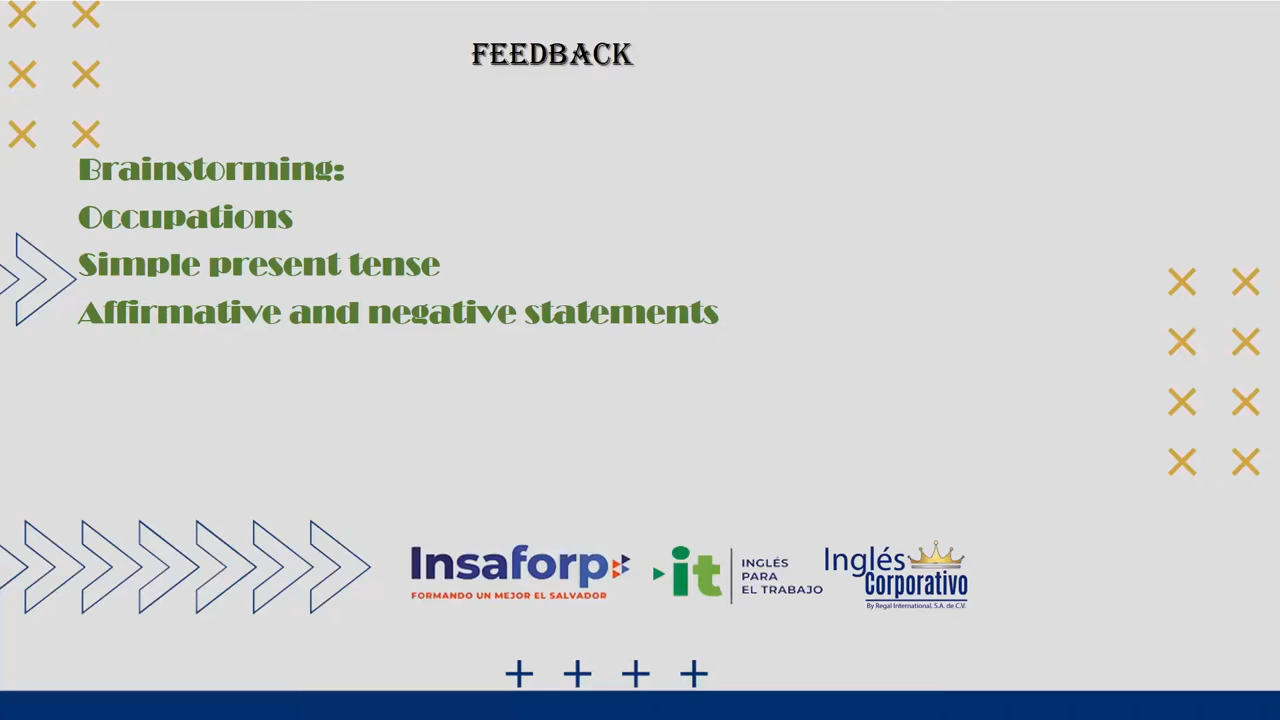 FEEDBACK
Brainstorming:
Occupations
Simple present tense
Affirmative and negative statements
Insaforp
FORMANDO UN MEJOR EL SALVADOR
it
INGLÉS
PARA
EL TRABAJO
Inglés
Corporativo
By Regal International, S.A. de C.V.